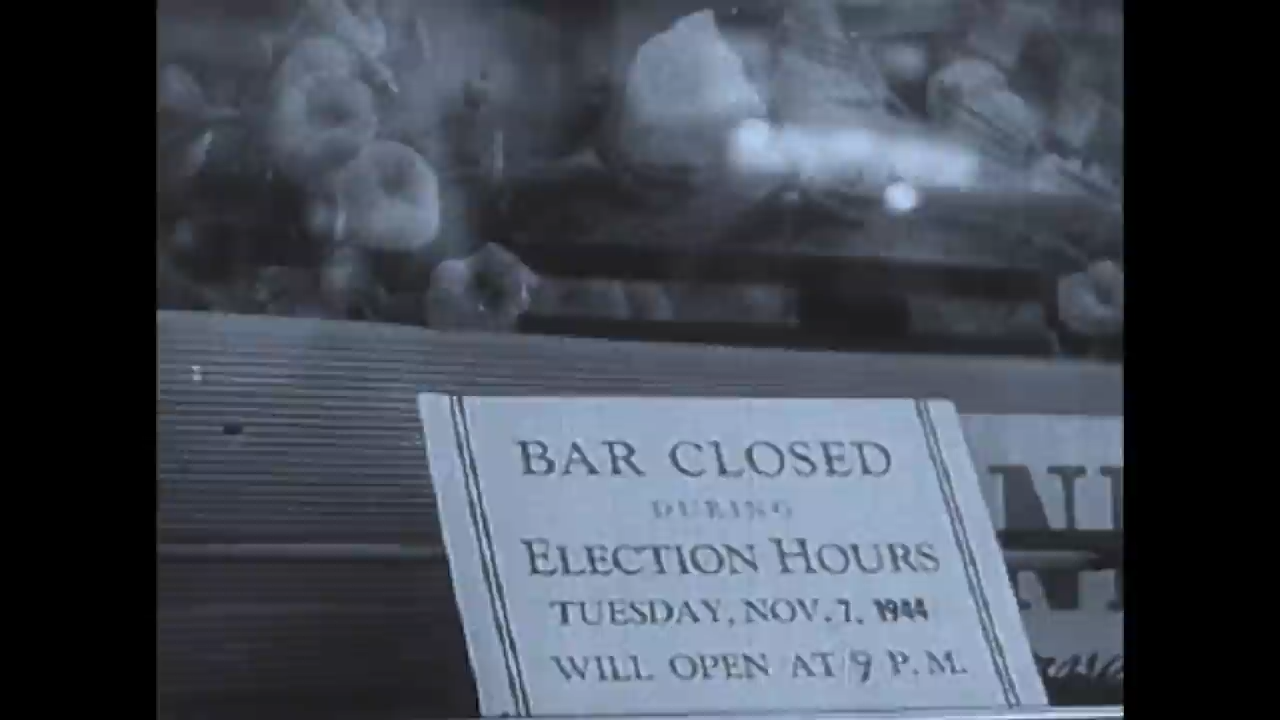 BAR CLOSED
DURING
ELECTION HOURS
TUESDAY, NOV. 7, 1944
WILL OPEN AT 9 P. M.